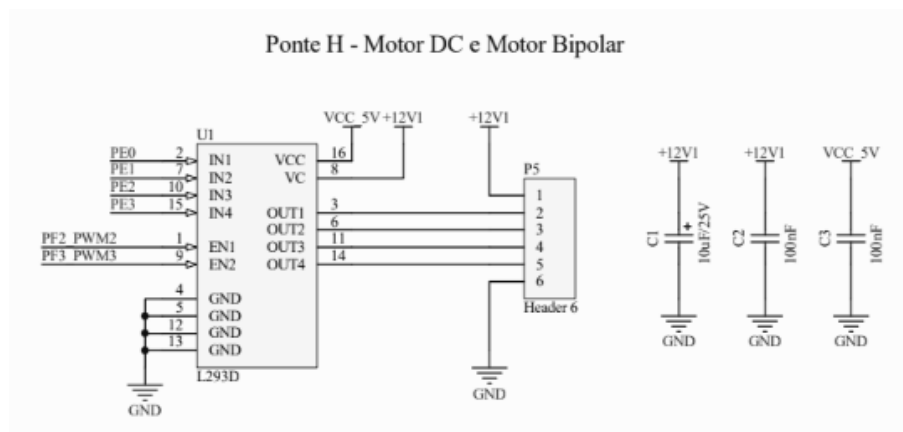 Ponte H - Motor DC e Motor Bipolar
VCC_5V +12V1
+12V1
U1
PE0 2 IN1 VCC 16
PE1 7 IN2 VC 8
PE2 10 IN3
PE3 15 IN4 OUT1 3
OUT2 6
PF2_PWM2 1 EN1 OUT3 11
PF3_PWM3 9 EN2 OUT4 14
4 GND
5 GND
12 GND
13 GND
L293D
GND
P5
1
2
3
4
5
6
Header 6
GND
+12V1
C1
+
10uF/25V
GND
+12V1
C2
100nF
GND
VCC_5V
C3
100nF
GND